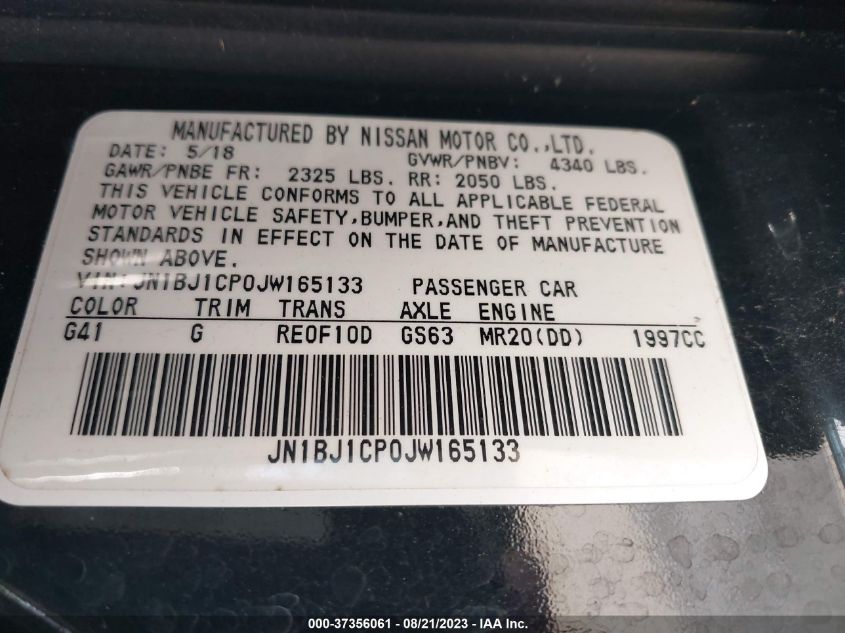 MANUFACTURED BY NISSAN MOTOR CO.,LTD.
DATE: 5/18 GVWR/PNBV: 4340 LBS.
GAWR/PNBE FR: 2325 LBS. RR: 2050 LBS.
THIS VEHICLE CONFORMS TO ALL APPLICABLE FEDERAL
MOTOR VEHICLE SAFETY,BUMPER,AND THEFT PREVENTION
STANDARDS IN EFFECT ON THE DATE OF MANUFACTURE
SHOWN ABOVE.
VIN:JN1BJ1CP0JW165133 PASSENGER CAR
COLOR TRIM TRANS AXLE ENGINE
G41 G RE0F10D GS63 MR20(DD) 1997CC
JN1BJ1CP0JW165133
000-37356061 - 08/21/2023 - IAA Inc.